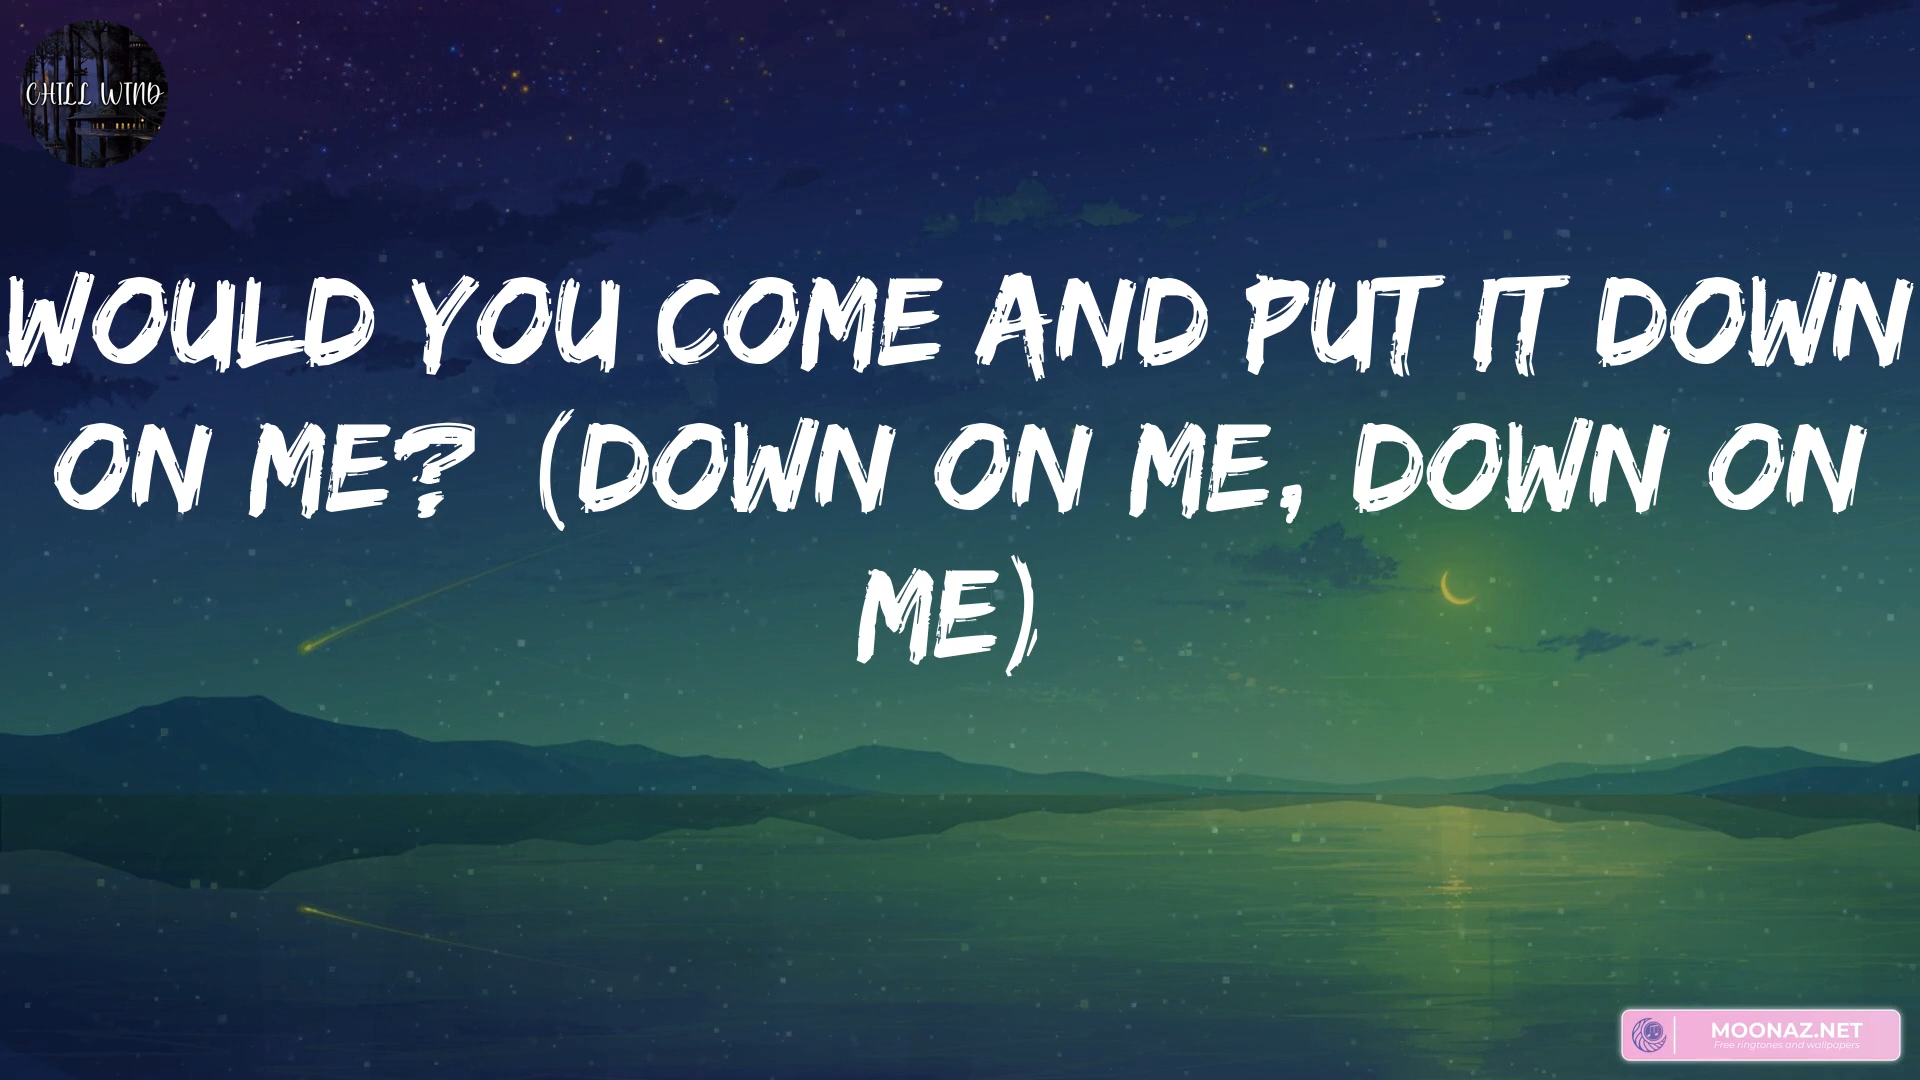 CHILL WIND
WOULD YOU COME AND PUT IT DOWN
ON ME? (DOWN ON ME, DOWN ON
ME)
MOONAZ.NET
Free ringtones and wallpapers